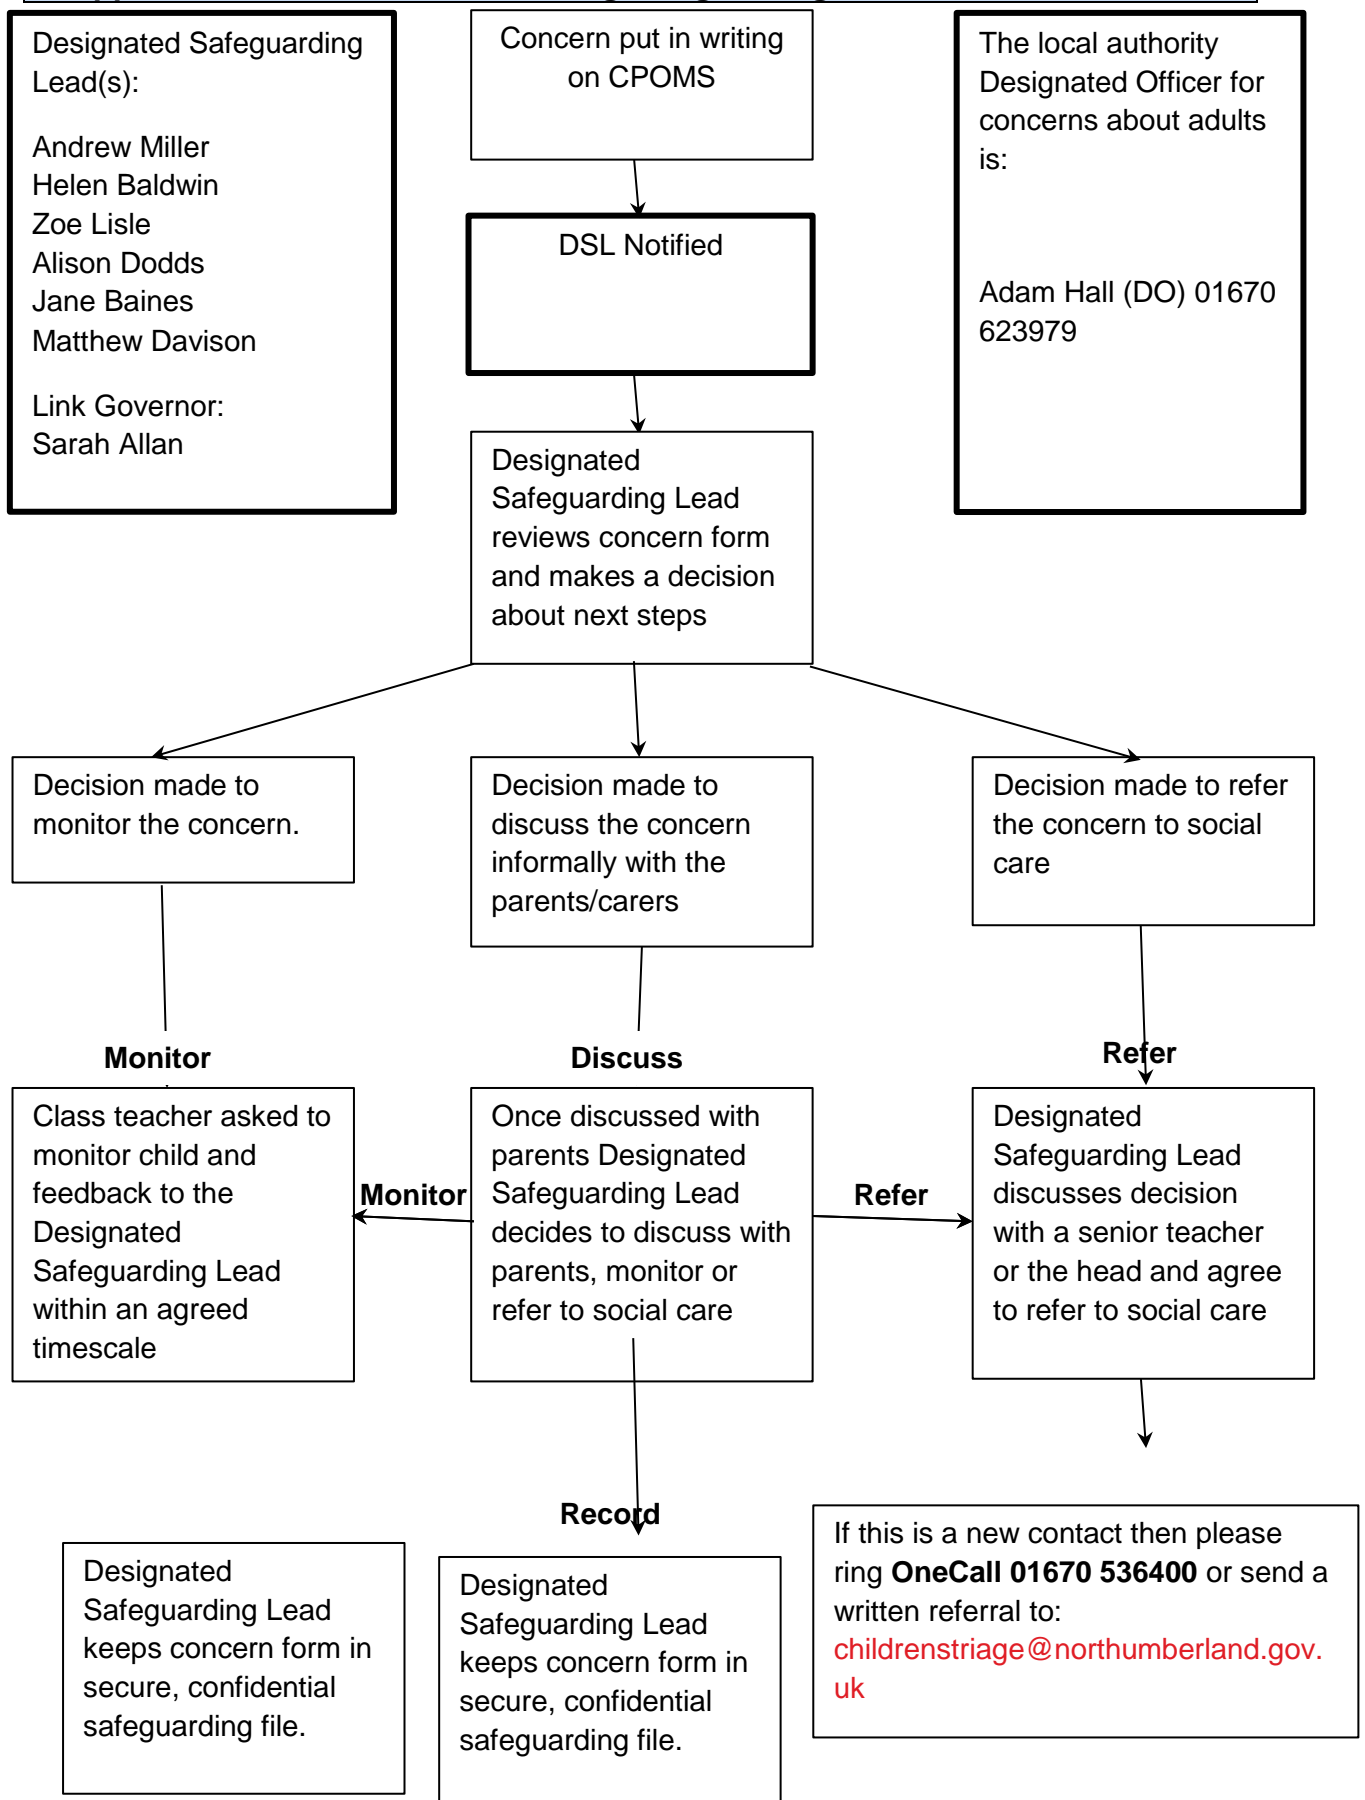 Designated Safeguarding
Lead(s):
Andrew Miller
Helen Baldwin
Zoe Lisle
Alison Dodds
Jane Baines
Matthew Davison
Link Governor:
Sarah Allan
Concern put in writing
on CPOMS
The local authority
Designated Officer for
concerns about adults
is:
Adam Hall (DO) 01670
623979
DSL Notified
Designated
Safeguarding Lead
reviews concern form
and makes a decision
about next steps
Decision made to
monitor the concern.
Decision made to
discuss the concern
informally with the
parents/carers
Decision made to refer
the concern to social
care
Monitor
Discuss
Refer
Class teacher asked to
monitor child and
feedback to the
Designated
Safeguarding Lead
within an agreed
timescale
Monitor
Once discussed with
parents Designated
Safeguarding Lead
decides to discuss with
parents, monitor or
refer to social care
Refer
Designated
Safeguarding Lead
discusses decision
with a senior teacher
or the head and agree
to refer to social care
Record
Designated
Safeguarding Lead
keeps concern form in
secure, confidential
safeguarding file.
Designated
Safeguarding Lead
keeps concern form in
secure, confidential
safeguarding file.
If this is a new contact then please
ring OneCall 01670 536400 or send a
written referral to:
childrenstriage@northumberland.gov.
uk